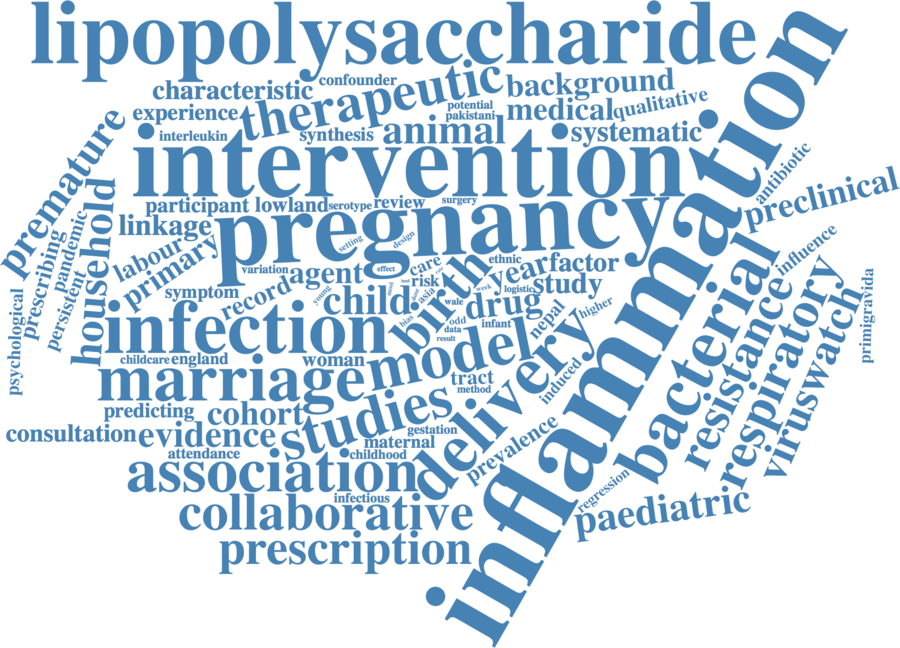 lipopolysaccharide
inflammation
confounder
characteristic
therapeutic
background
experience
potential
pakistani
medical
qualitative
interleukin
synthesis
animal
systematic
premature
intervention
antibiotic
preclinical
household
participant
lowland
serotype
review
surgery
linkage
pregnancy
prescribing
pandemic
persistent
psychological
labour
primary
setting
design
variation
agent
effect
care
ethnic
year
factor
influence
symptom
record
young
child
risk
asia
birth
week
logistic
study
wale
drug
bias
odd
data
infant
result
nepal
higher
infection
model
delivery
bacterial
resistance
respiratory
viruswatch
primigravida
childcare
england
woman
marriage
tract
method
induced
predicting
cohort
studies
gestation
prevalence
consultation
evidence
maternal
attendance
childhood
association
infectious
regression
collaborative
paediatric
prescription